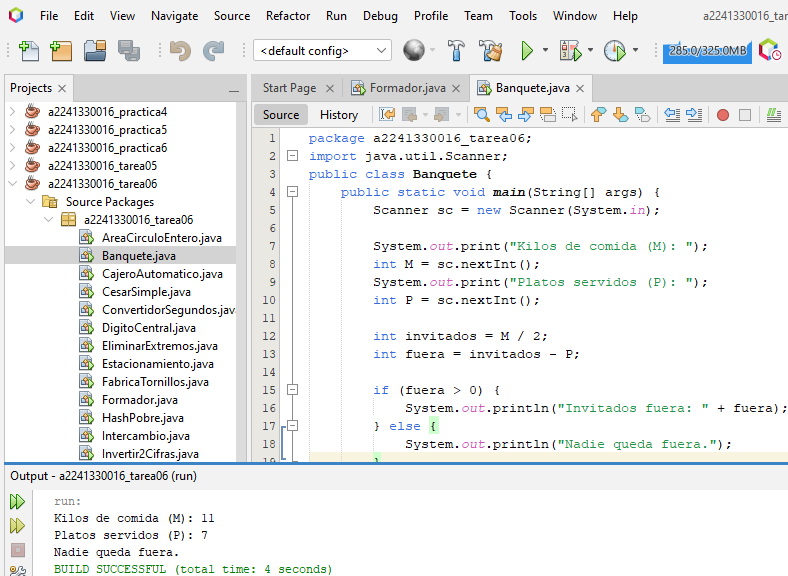 File Edit View Navigate Source Refactor Run Debug Profile Team Tools Window Help a2241330016_tar
<default config> 285.0/325.0MB
Projects
Start Page Formador.java Banquete.java
Source History
a2241330016_practica4
a2241330016_practica5
a2241330016_practica6
a2241330016_tarea05
a2241330016_tarea06
Source Packages
a2241330016_tarea06
AreaCirculoEntero.java
Banquete.java
CajeroAutomatico.java
CesarSimple.java
ConvertidorSegundos.java
DigitoCentral.java
EliminarExtremos.java
Estacionamiento.java
FabricaTornillos.java
Formador.java
HashPobre.java
Intercambio.java
Invertir2Cifras.java
1 package a2241330016_tarea06;
2 import java.util.Scanner;
3 public class Banquete {
4 public static void main(String[] args) {
5 Scanner sc = new Scanner(System.in);
6
7 System.out.print("Kilos de comida (M): ");
8 int M = sc.nextInt();
9 System.out.print("Platos servidos (P): ");
10 int P = sc.nextInt();
11
12 int invitados = M / 2;
13 int fuera = invitados - P;
14
15 if (fuera > 0) {
16 System.out.println("Invitados fuera: " + fuera);
17 } else {
18 System.out.println("Nadie queda fuera.");
19 }
Output - a2241330016_tarea06 (run)
run:
Kilos de comida (M): 11
Platos servidos (P): 7
Nadie queda fuera.
BUILD SUCCESSFUL (total time: 4 seconds)